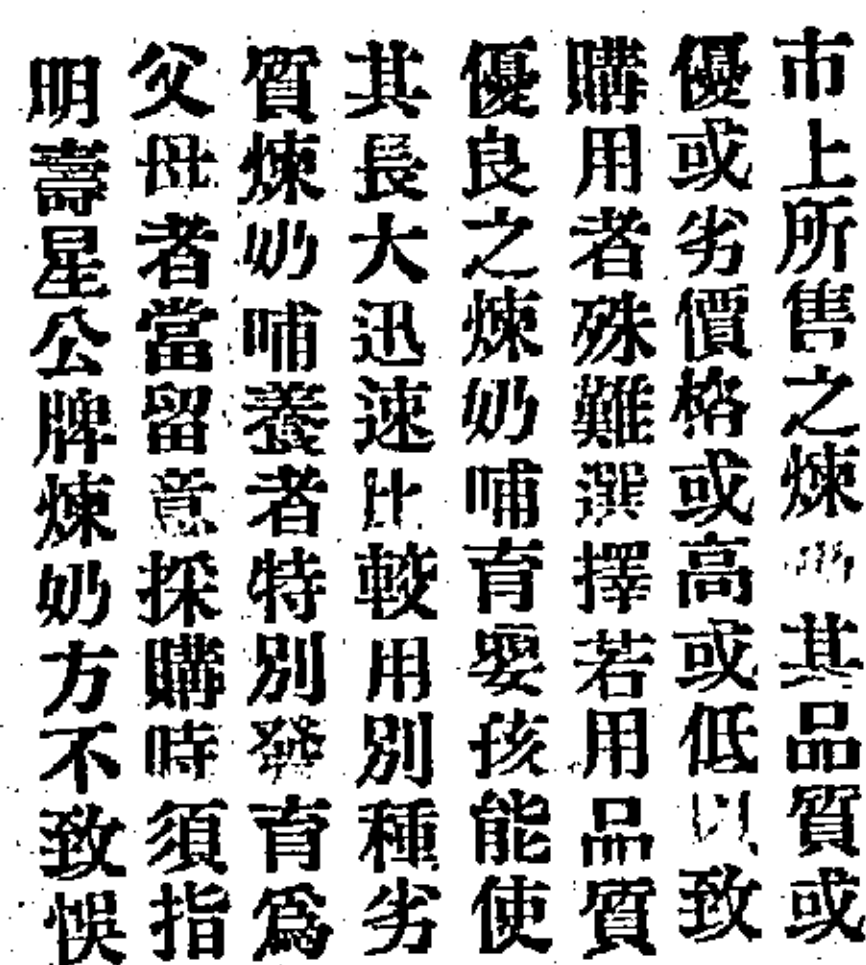 市上所售之煉奶其品質或
優或劣價格或高或低以致
購用者殊難選擇若用品質
優良之煉奶哺育嬰孩能使
其長大迅速比較用別種劣
質煉奶哺養者特別發育爲
父母者當留意採購時須指
明壽星公牌煉奶方不致悞